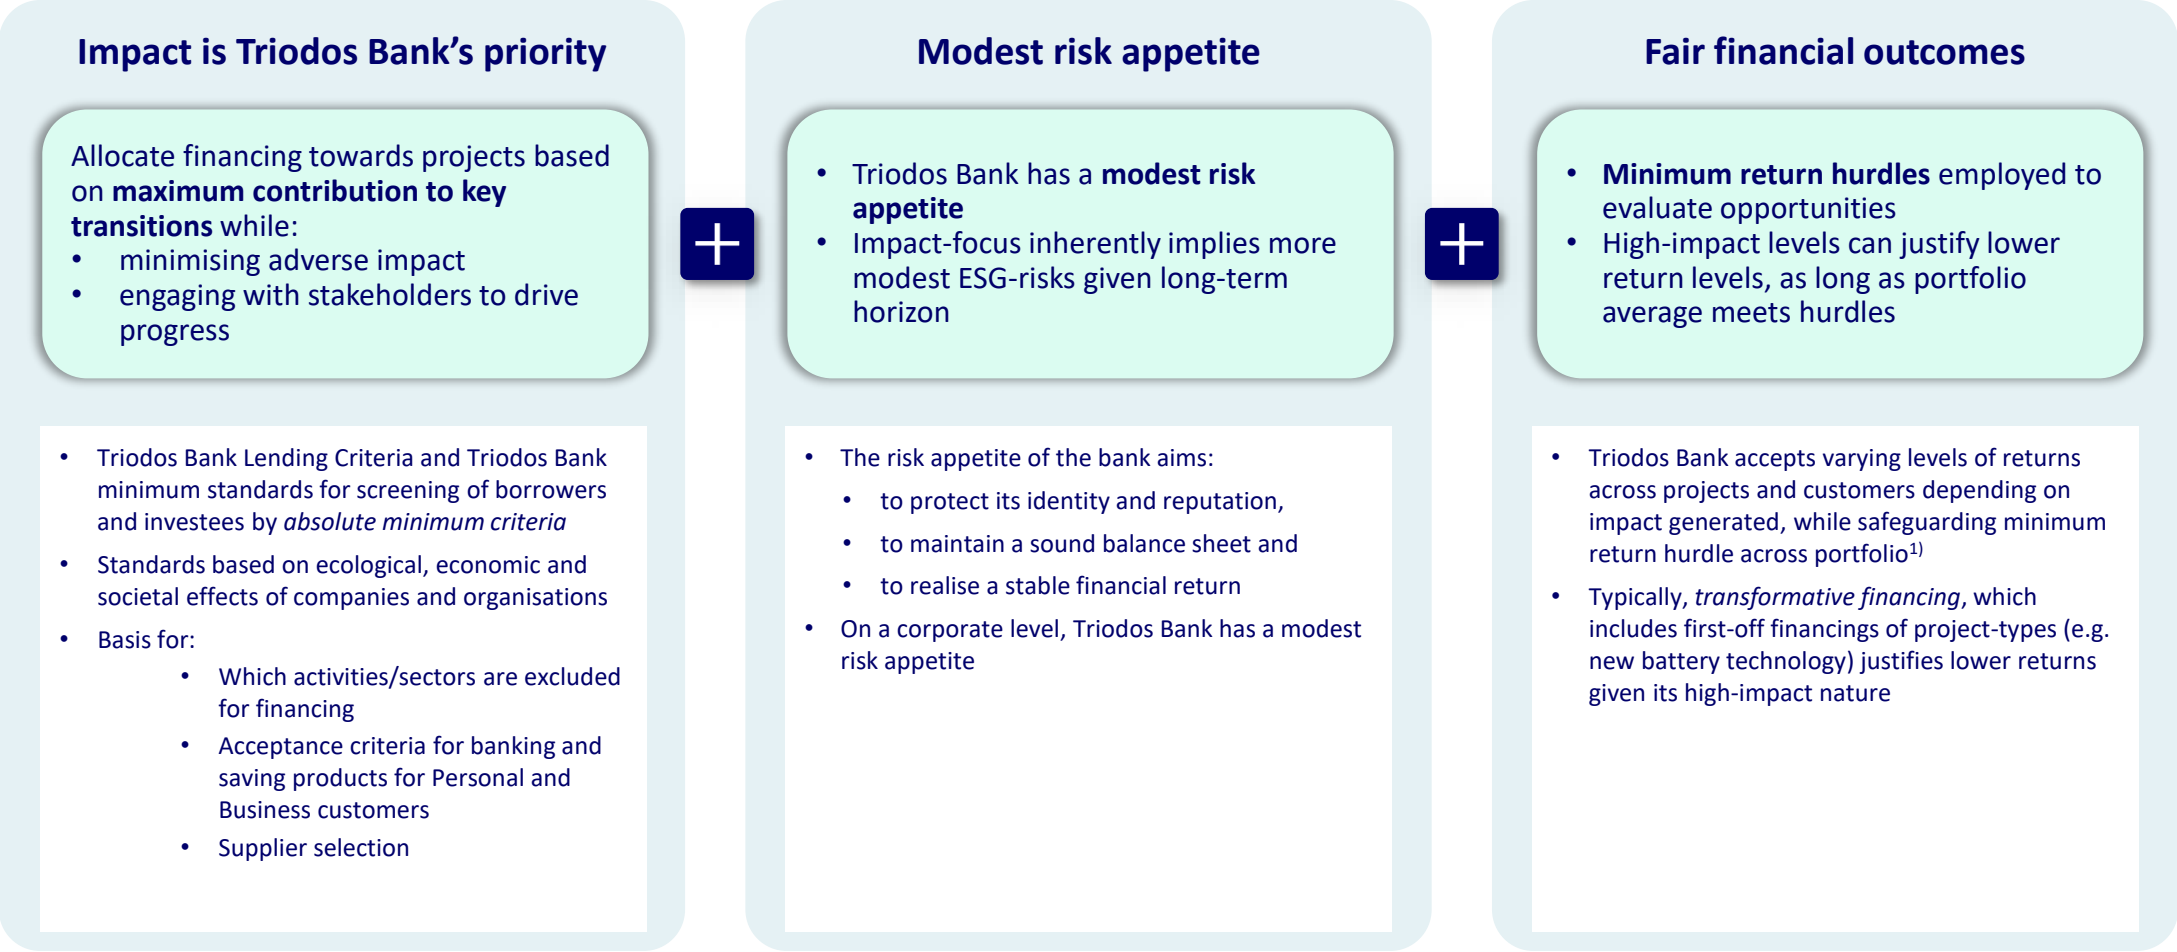 Impact is Triodos Bank's priority
Allocate financing towards projects based
on maximum contribution to key
transitions while:
• minimising adverse impact
• engaging with stakeholders to drive
progress
• Triodos Bank Lending Criteria and Triodos Bank
minimum standards for screening of borrowers
and investees by absolute minimum criteria
• Standards based on ecological, economic and
societal effects of companies and organisations
• Basis for:
• Which activities/sectors are excluded
for financing
• Acceptance criteria for banking and
saving products for Personal and
Business customers
• Supplier selection
+
Modest risk appetite
• Triodos Bank has a modest risk
appetite
• Impact-focus inherently implies more
modest ESG-risks given long-term
horizon
• The risk appetite of the bank aims:
• to protect its identity and reputation,
• to maintain a sound balance sheet and
• to realise a stable financial return
• On a corporate level, Triodos Bank has a modest
risk appetite
+
Fair financial outcomes
• Minimum return hurdles employed to
evaluate opportunities
• High-impact levels can justify lower
return levels, as long as portfolio
average meets hurdles
• Triodos Bank accepts varying levels of returns
across projects and customers depending on
impact generated, while safeguarding minimum
return hurdle across portfolio1)
• Typically, transformative financing, which
includes first-off financings of project-types (e.g.
new battery technology) justifies lower returns
given its high-impact nature